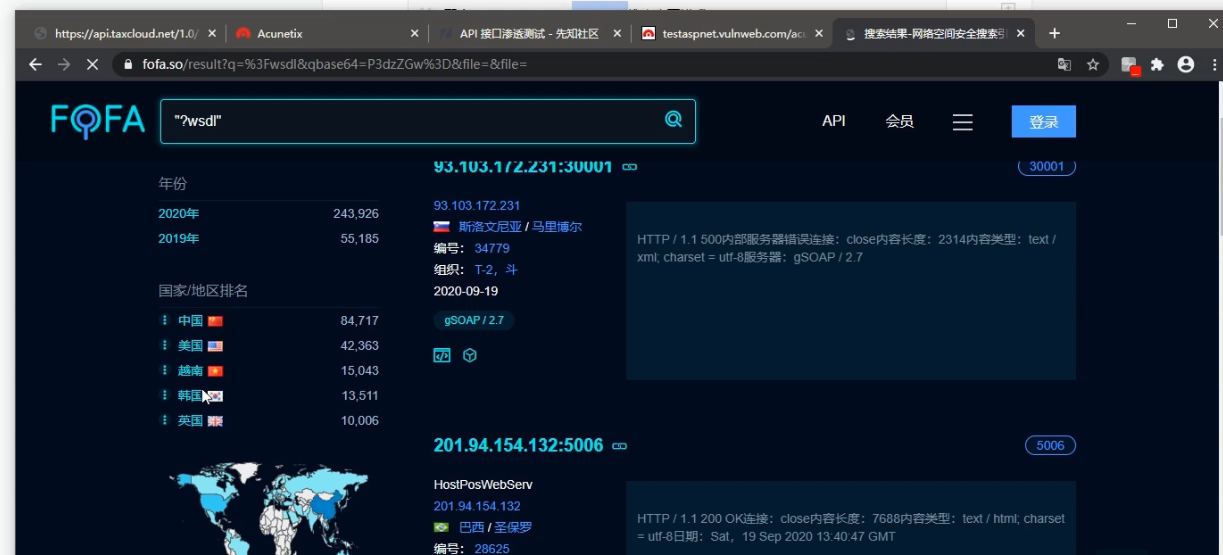 https://api.taxcloud.net/1.0/
Acunetix
API 接口渗透测试 - 先知社区
testaspnet.vulnweb.com/acu
搜索结果-网络空间安全搜索引
fofa.so/result?q=%3Fwsdl&qbase64=P3dzZGw%3D&file=&file=
FOFA
"?wsdl"
API
会员
登录
年份
2020年 243,926
2019年 55,185
国家/地区排名
中国 84,717
美国 42,363
越南 15,043
韩国 13,511
英国 10,006
93.103.172.231:30001
30001
93.103.172.231
斯洛文尼亚 / 马里博尔
编号: 34779
组织: T-2，斗
2020-09-19
gSOAP / 2.7
HTTP / 1.1 500内部服务器错误连接：close内容长度：2314内容类型：text /
xml; charset = utf-8服务器：gSOAP / 2.7
201.94.154.132:5006
5006
HostPosWebServ
201.94.154.132
巴西 / 圣保罗
编号: 28625
HTTP / 1.1 200 OK连接：close内容长度：7688内容类型：text / html; charset
= utf-8日期：Sat，19 Sep 2020 13:40:47 GMT